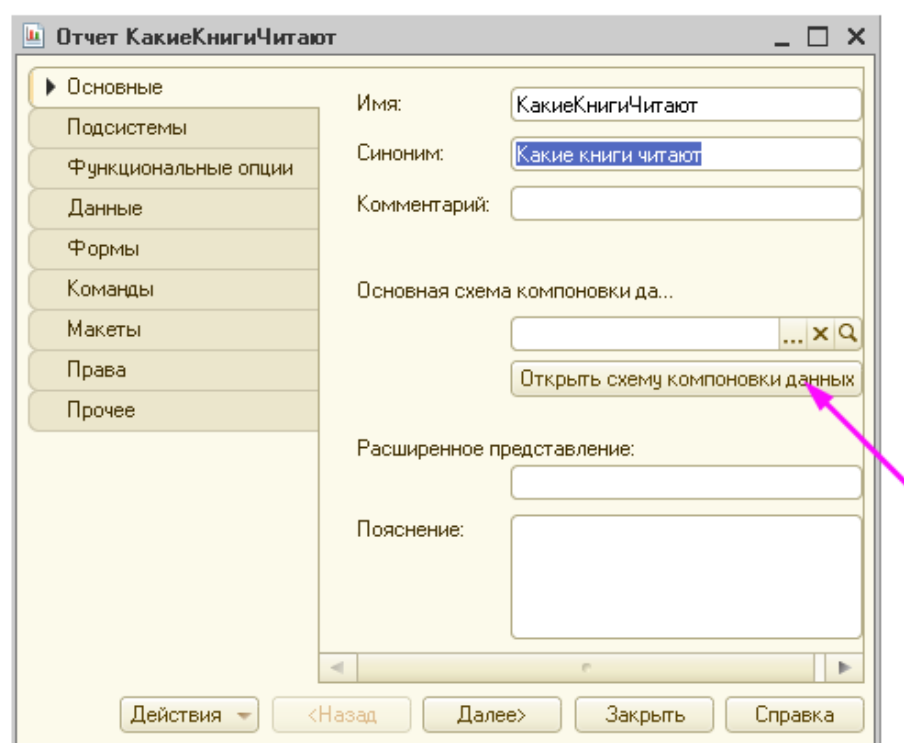 Отчет КакиеКнигиЧитают
Основные
Подсистемы
Функциональные опции
Данные
Формы
Команды
Макеты
Права
Прочее
Имя: КакиеКнигиЧитают
Синоним: Какие книги читают
Комментарий:
Основная схема компоновки да...
...
Открыть схему компоновки данных
Расширенное представление:
Пояснение:
Действия <Назад Далее> Закрыть Справка